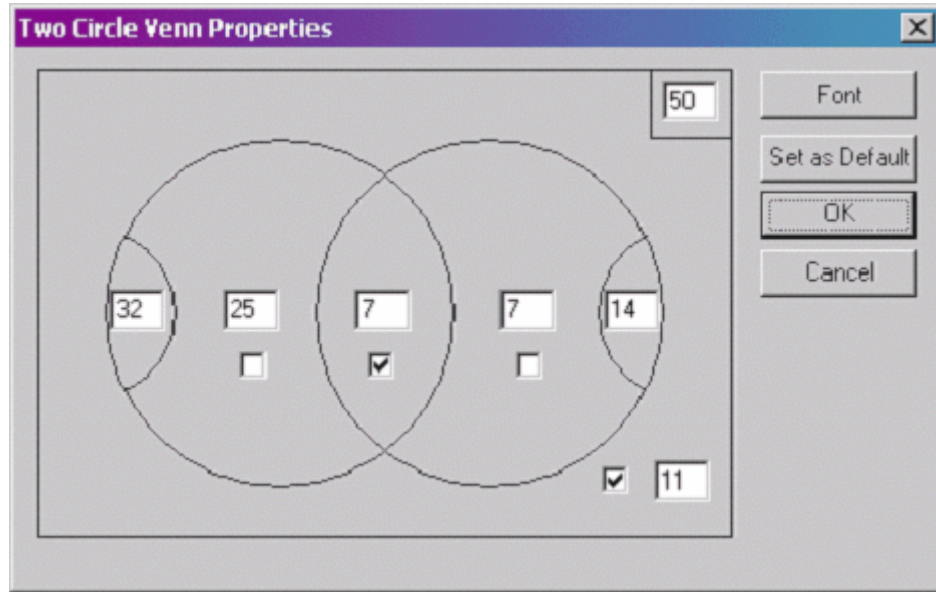 Two Circle Venn Properties
50
Font
Set as Default
OK
Cancel
32 25 7 7 14
11